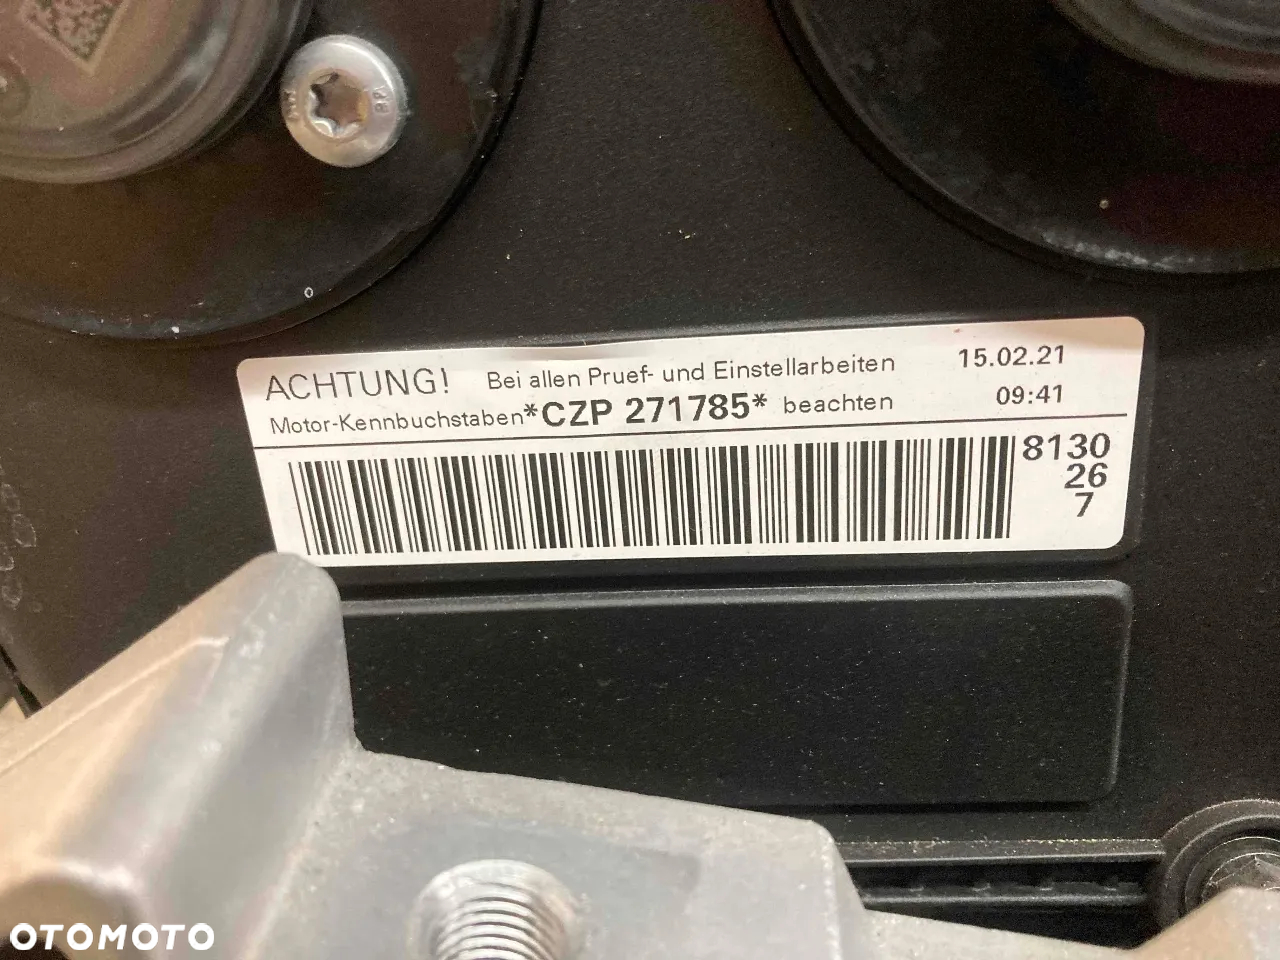 ACHTUNG! Bei allen Pruef- und Einstellarbeiten 15.02.21
Motor-Kennbuchstaben*CZP 271785* beachten 09:41
8130
26
7
OTOMOTO